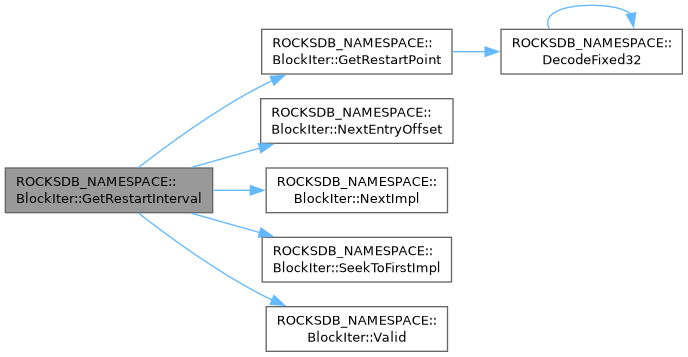 ROCKSDB_NAMESPACE::
BlockIter::GetRestartInterval
ROCKSDB_NAMESPACE::
BlockIter::GetRestartPoint
ROCKSDB_NAMESPACE::
DecodeFixed32
ROCKSDB_NAMESPACE::
BlockIter::NextEntryOffset
ROCKSDB_NAMESPACE::
BlockIter::NextImpl
ROCKSDB_NAMESPACE::
BlockIter::SeekToFirstImpl
ROCKSDB_NAMESPACE::
BlockIter::Valid